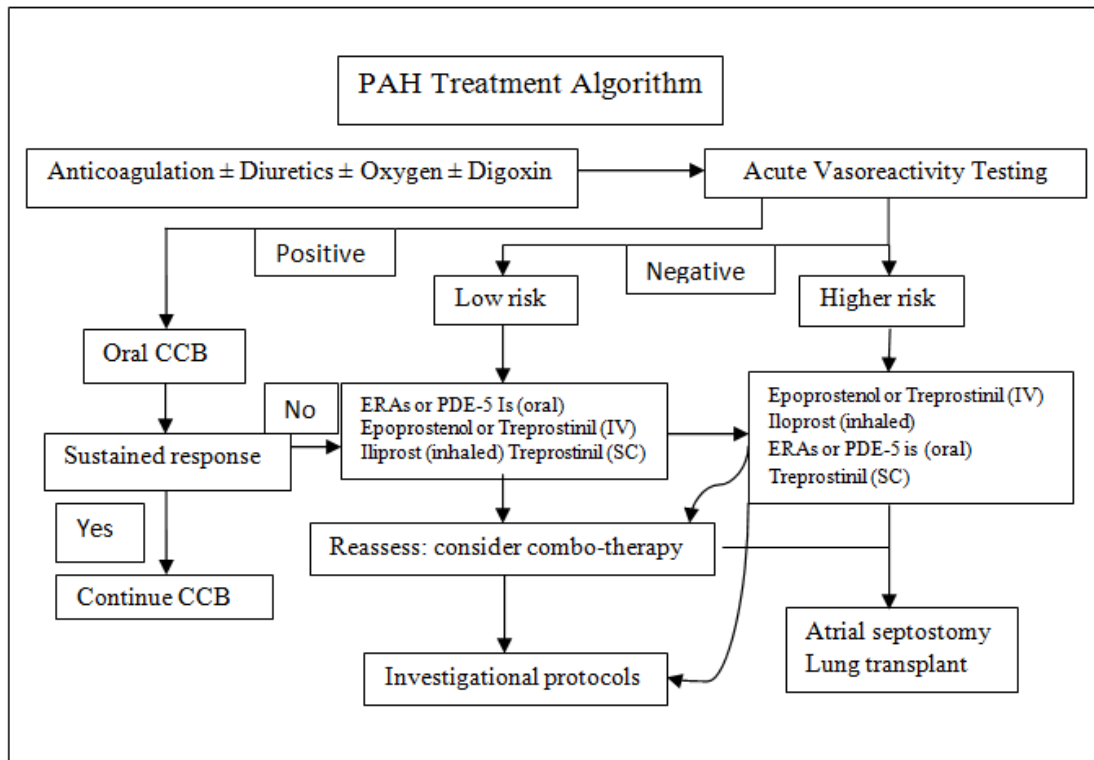 PAH Treatment Algorithm
Anticoagulation ± Diuretics ± Oxygen ± Digoxin
Acute Vasoreactivity Testing
Positive
Negative
Low risk
Higher risk
Oral CCB
No
ERAs or PDE-5 Is (oral)
Epoprostenol or Treprostinil (IV)
Iliprost (inhaled) Treprostinil (SC)
Epoprostenol or Treprostinil (IV)
Iloprost (inhaled)
ERAs or PDE-5 is (oral)
Treprostinil (SC)
Sustained response
Yes
Reassess: consider combo-therapy
Continue CCB
Atrial septostomy
Lung transplant
Investigational protocols